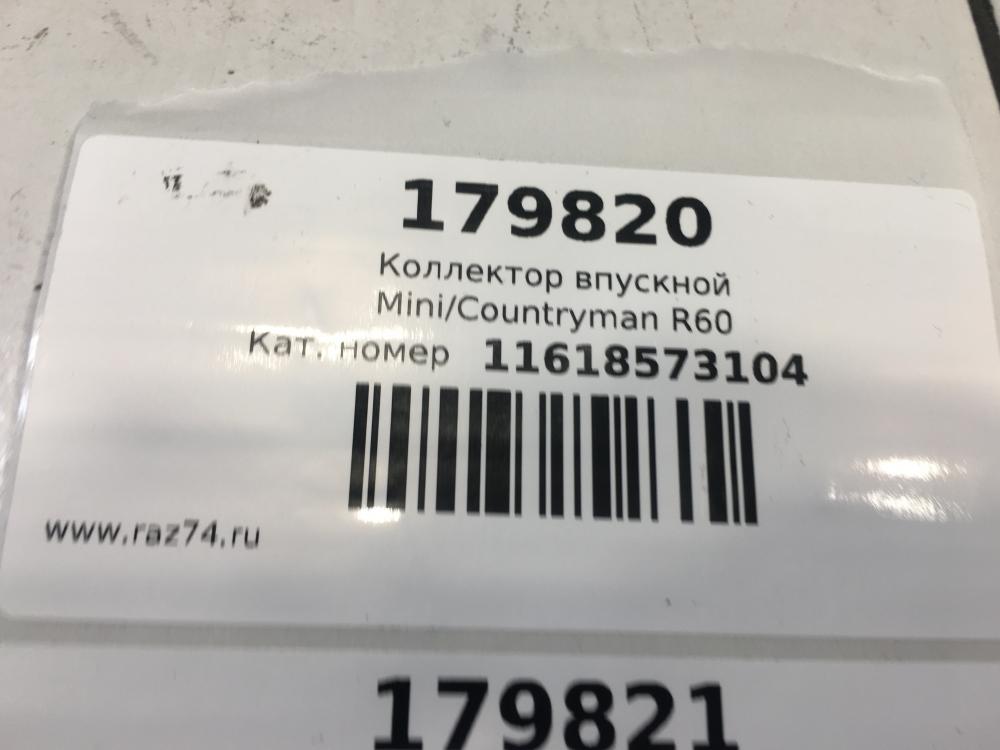 179820
Коллектор впускной
Mini/Countryman R60
Кат. номер 11618573104
www.raz74.ru
179821